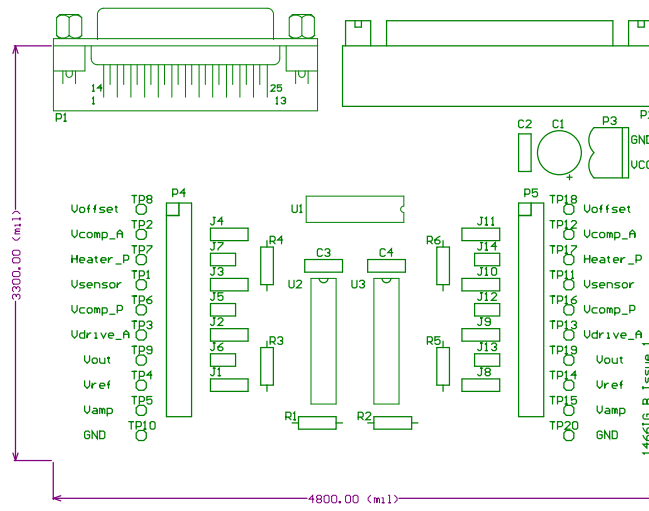 14 25
1 13
P1
C2 C1 P3
GND
+
P4 P5
3300.00 (mil)
TP8 Voffset U1 TP18 Voffset
TP2 Vcomp_A J4 J11 TP12 Vcomp_A
TP7 Heater_P J7 R4 R6 J14 TP17 Heater_P
C3 C4
TP1 Vsensor J3 U2 U3 J10 TP11 Vsensor
TP6 Vcomp_P J5 J12 TP16 Vcomp_P
TP3 Vdrive_A J2 J9 TP13 Vdrive_A
TP9 Vout J6 R3 R5 J13 TP19 Vout
TP4 Vref J1 J8 TP14 Vref
TP5 Vamp R1 R2 TP15 Vamp
TP10 GND TP20 GND
1466IG B Issue 1
4800.00 (mil)